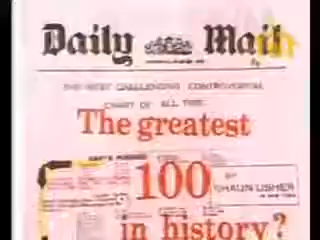 Daily Mail
THE MOST CHALLENGING CONTROVERSIAL
CHART OF ALL TIME
The greatest
100
BY
SHAUN USHER
in history?